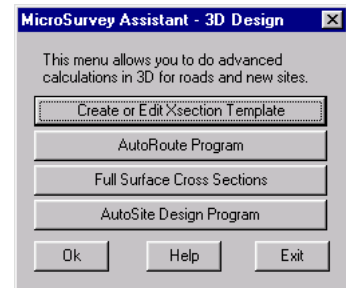 MicroSurvey Assistant - 3D Design
This menu allows you to do advanced
calculations in 3D for roads and new sites.
Create or Edit Xsection Template
AutoRoute Program
Full Surface Cross Sections
AutoSite Design Program
Ok Help Exit